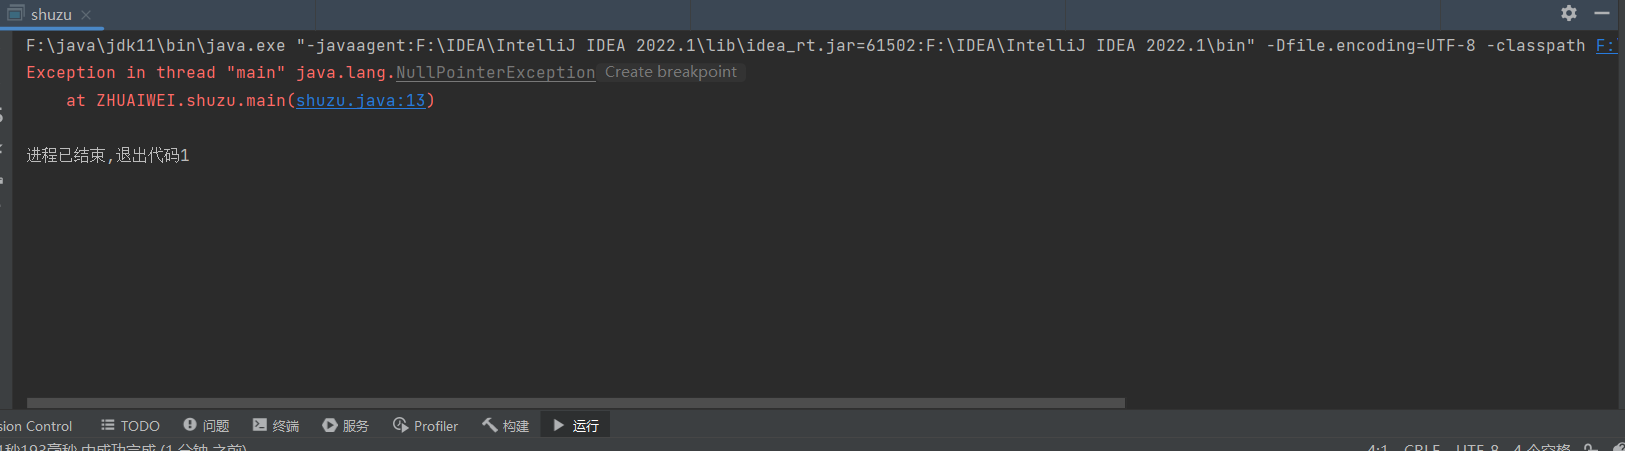 shuzu
F:\java\jdk11\bin\java.exe "-javaagent:F:\IDEA\IntelliJ IDEA 2022.1\lib\idea_rt.jar=61502:F:\IDEA\IntelliJ IDEA 2022.1\bin" -Dfile.encoding=UTF-8 -classpath F:
Exception in thread "main" java.lang.NullPointerException Create breakpoint
at ZHUAIWEI.shuzu.main(shuzu.java:13)
进程已结束,退出代码1
sion Control TODO 问题 终端 服务 Profiler 构建 运行
1秒193毫秒 中成功完成 (1 分钟 之前) 4:1 CRLF UTF-8 4 个空格